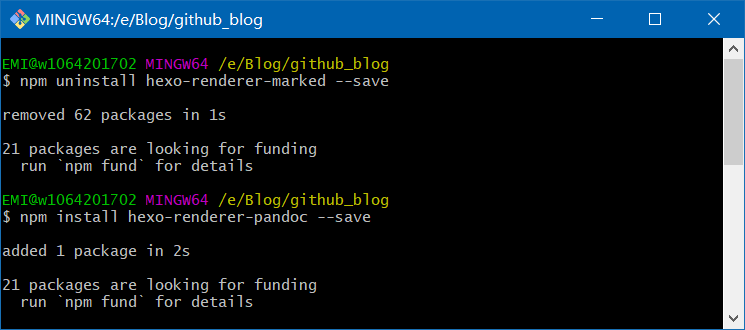 MINGW64:/e/Blog/github_blog
EMI@w1064201702 MINGW64 /e/Blog/github_blog
$ npm uninstall hexo-renderer-marked --save
removed 62 packages in 1s
21 packages are looking for funding
  run `npm fund` for details
EMI@w1064201702 MINGW64 /e/Blog/github_blog
$ npm install hexo-renderer-pandoc --save
added 1 package in 2s
21 packages are looking for funding
  run `npm fund` for details